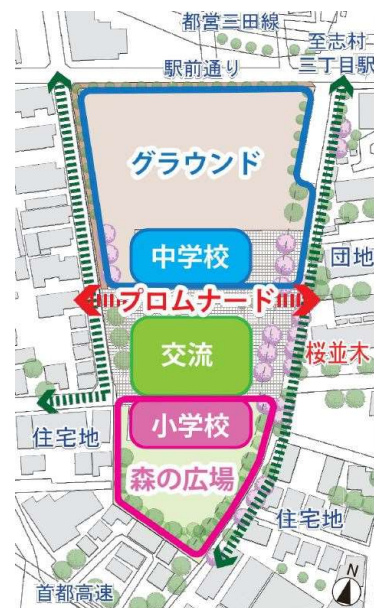 都営三田線
至志村
三丁目駅
駅前通り
グラウンド
中学校
団地
プロムナード
交流
桜並木
小学校
住宅地
森の広場
住宅地
首都高速
N